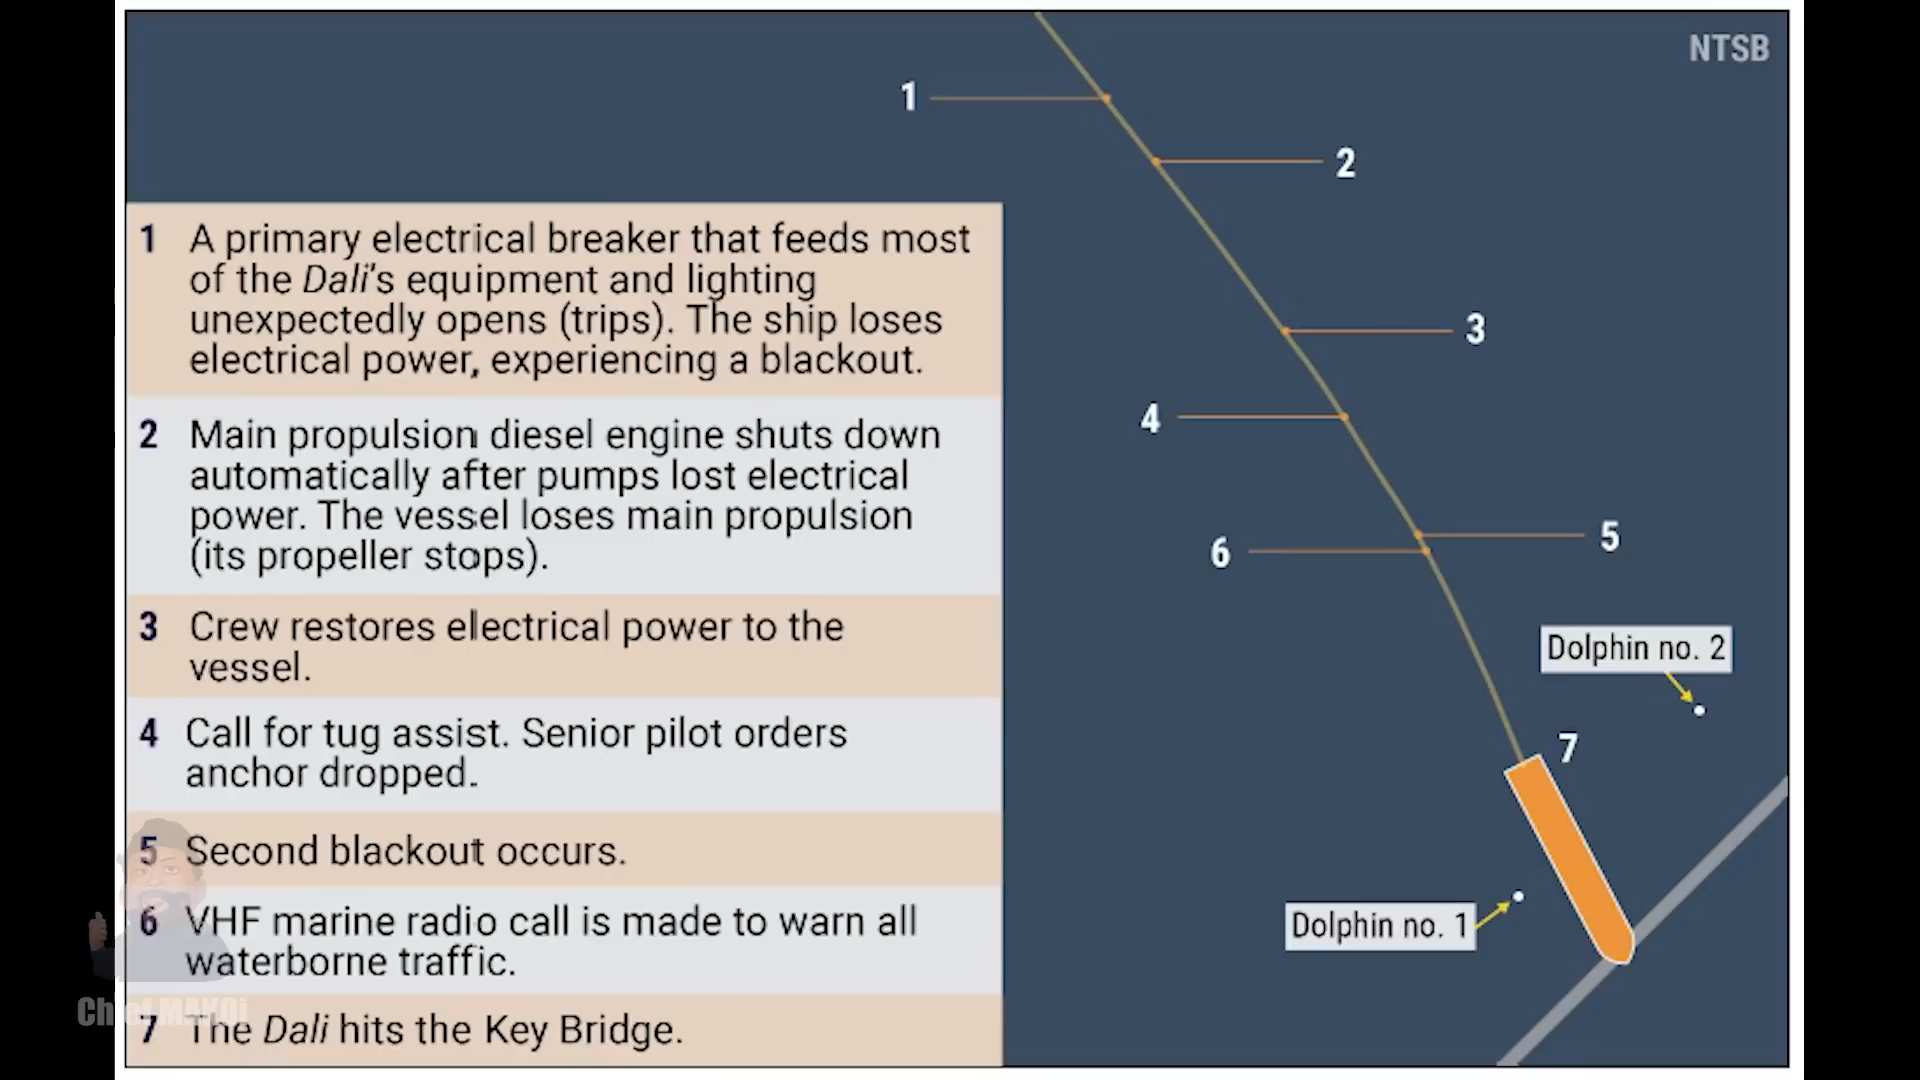 NTSB
1
2
3
4
5
6
7
Dolphin no. 2
Dolphin no. 1
1 A primary electrical breaker that feeds most
of the Dali's equipment and lighting
unexpectedly opens (trips). The ship loses
electrical power, experiencing a blackout.
2 Main propulsion diesel engine shuts down
automatically after pumps lost electrical
power. The vessel loses main propulsion
(its propeller stops).
3 Crew restores electrical power to the
vessel.
4 Call for tug assist. Senior pilot orders
anchor dropped.
5 Second blackout occurs.
6 VHF marine radio call is made to warn all
waterborne traffic.
7 The Dali hits the Key Bridge.
Chief MAKOi